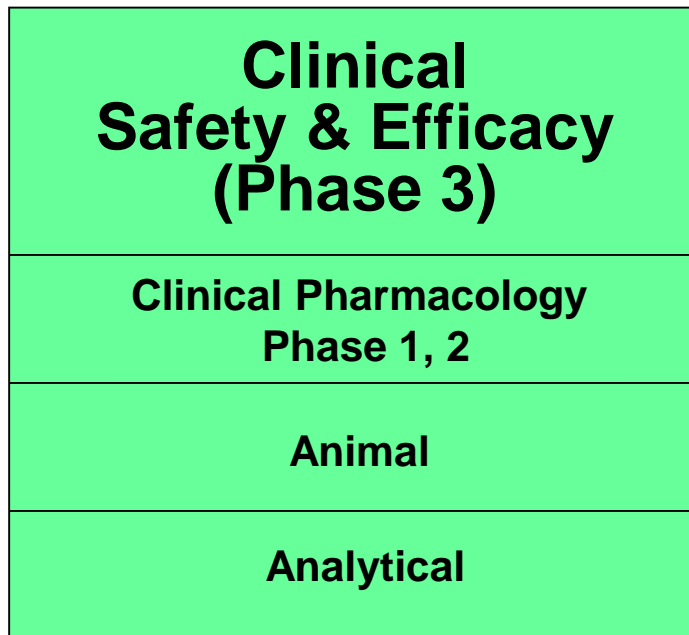 Clinical
Safety & Efficacy
(Phase 3)
Clinical Pharmacology
Phase 1, 2
Animal
Analytical